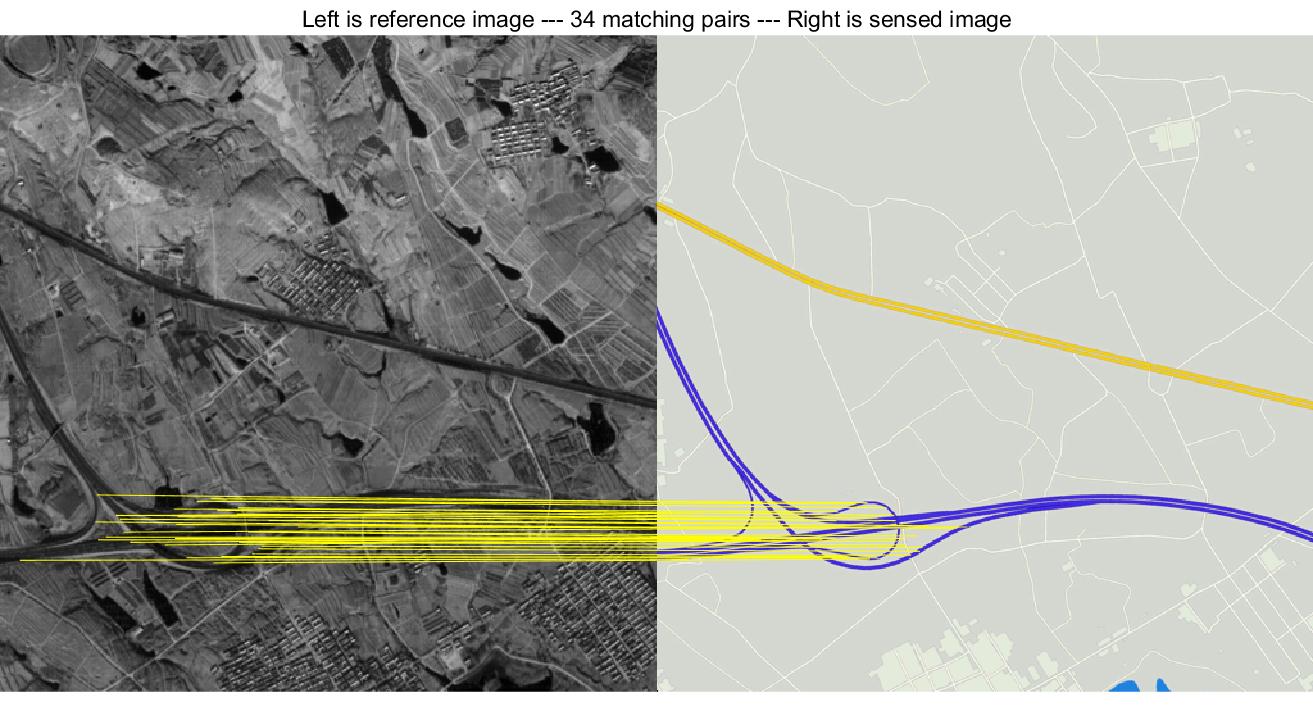 Left is reference image --- 34 matching pairs --- Right is sensed image